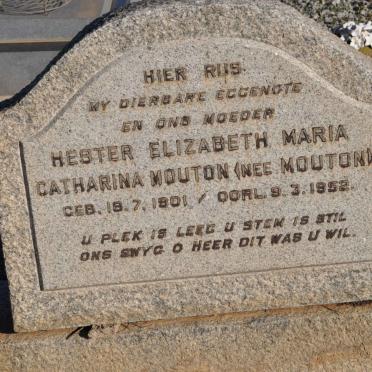 HIER RUS
MY DIERBARE EGGENOTE
EN ONS MOEDER
HESTER ELIZABETH MARIA
CATHARINA MOUTON (NEE MOUTON)
GEB. 18.7.1901 / OORL. 9.3.1952.
U PLEK IS LEEG U STEM IS STIL
ONS SWYG O HEER DIT WAS U WIL.